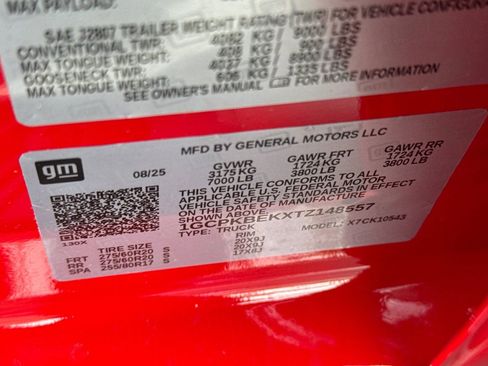 MAX PAYLOAD:
SAE J2807 TRAILER WEIGHT RATING (TWR) FOR VEHICLE CONFIGURA
CONVENTIONAL TWR: 4082 KG / 9000 LBS
MAX TONGUE WEIGHT: 408 KG / 900 LBS
GOOSENECK TWR: 4037 KG / 8900 LBS
MAX TONGUE WEIGHT: 606 KG / 1335 LBS
SEE OWNER'S MANUAL FOR MORE INFORMATION
gm
MFD BY GENERAL MOTORS LLC
08/25 GVWR GAWR FRT GAWR RR
3175 KG 1724 KG 1724 KG
7000 LB 3800 LB 3800 LB
THIS VEHICLE CONFORMS TO ALL
APPLICABLE U.S. FEDERAL MOTOR
VEHICLE SAFETY STANDARDS IN EFFECT
ON THE DATE OF MANUFACTURE
SHOWN ABOVE.
TYPE: TRUCK MODEL: X7CK10543
130X
TIRE SIZE RIM
FRT 275/60R20 S 20X9J
RR 275/60R20 S 20X9J
SPA 255/80R17 S 17X8J